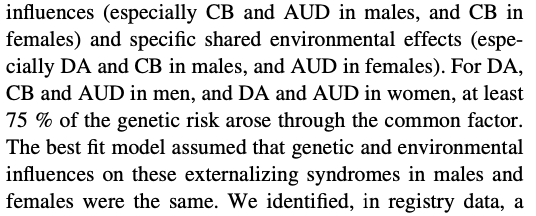 influences (especially CB and AUD in males, and CB in
females) and specific shared environmental effects (espe-
cially DA and CB in males, and AUD in females). For DA,
CB and AUD in men, and DA and AUD in women, at least
75 % of the genetic risk arose through the common factor.
The best fit model assumed that genetic and environmental
influences on these externalizing syndromes in males and
females were the same. We identified, in registry data, a